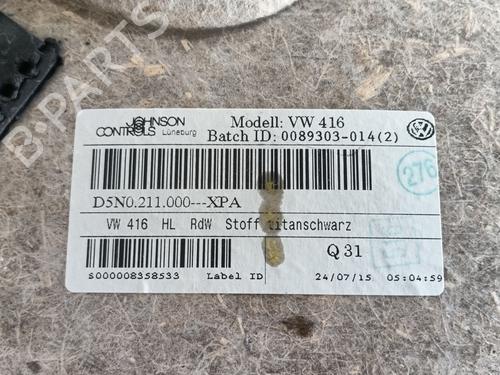 JOHNSON CONTROLS Lüneburg
Modell: VW 416
Batch ID: 0089303-014(2)
276
D5N0.211.000---XPA
VW 416 HL RdW Stoff titanschwarz
Q 31
S000008358533 Label ID 24/07/15 05:04:59
B-Parts